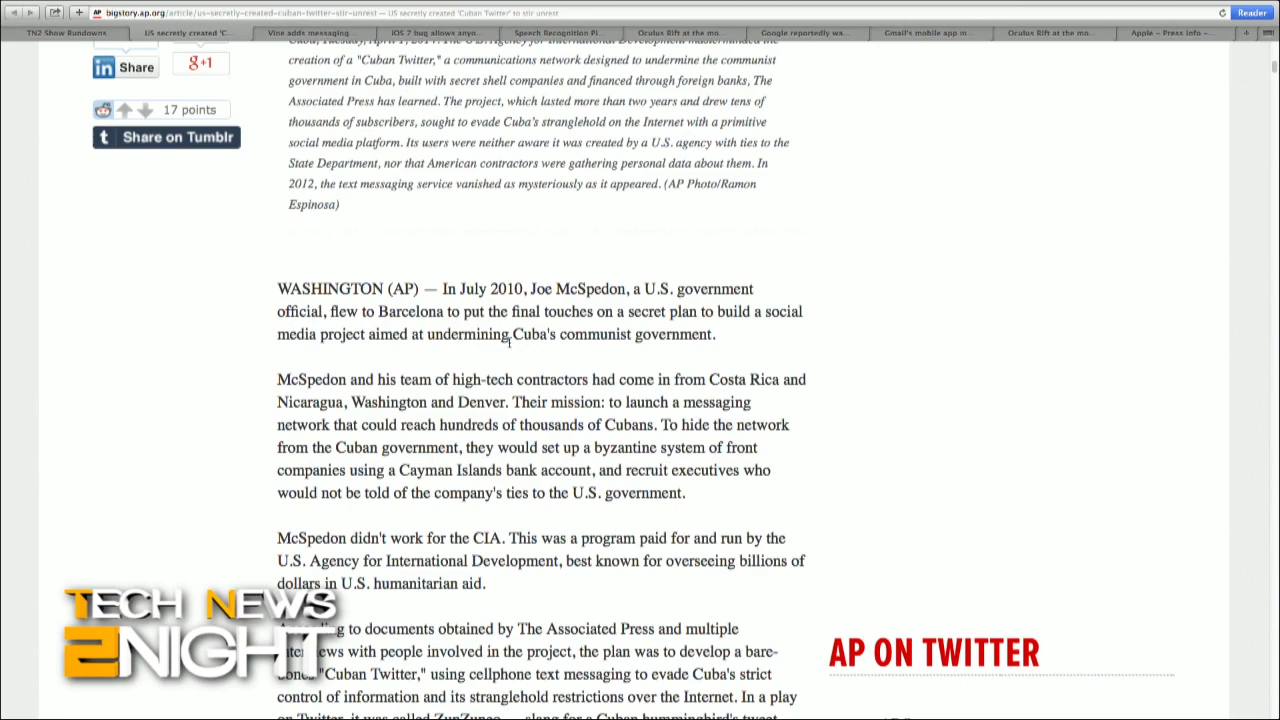 bigstory.ap.org/article/us-secretly-created-cuban-twitter-stir-unrest — US secretly created 'Cuban Twitter' to stir unrest
Reader
TN2 Show Rundowns
US secretly created 'C...
Vine adds messaging...
iOS 7 bug allows anyo...
Speech Recognition Pl...
Oculus Rift at the mo...
Google reportedly wa...
Gmail's mobile app m...
Oculus Rift at the mo...
Apple – Press Info –...
in Share
g+1
17 points
t Share on Tumblr
creation of a "Cuban Twitter," a communications network designed to undermine the communist
government in Cuba, built with secret shell companies and financed through foreign banks, The
Associated Press has learned. The project, which lasted more than two years and drew tens of
thousands of subscribers, sought to evade Cuba's stranglehold on the Internet with a primitive
social media platform. Its users were neither aware it was created by a U.S. agency with ties to the
State Department, nor that American contractors were gathering personal data about them. In
2012, the text messaging service vanished as mysteriously as it appeared. (AP Photo/Ramon
Espinosa)
WASHINGTON (AP) — In July 2010, Joe McSpedon, a U.S. government
official, flew to Barcelona to put the final touches on a secret plan to build a social
media project aimed at undermining Cuba's communist government.
McSpedon and his team of high-tech contractors had come in from Costa Rica and
Nicaragua, Washington and Denver. Their mission: to launch a messaging
network that could reach hundreds of thousands of Cubans. To hide the network
from the Cuban government, they would set up a byzantine system of front
companies using a Cayman Islands bank account, and recruit executives who
would not be told of the company's ties to the U.S. government.
McSpedon didn't work for the CIA. This was a program paid for and run by the
U.S. Agency for International Development, best known for overseeing billions of
dollars in U.S. humanitarian aid.
to documents obtained by The Associated Press and multiple
with people involved in the project, the plan was to develop a bare-
"Cuban Twitter," using cellphone text messaging to evade Cuba's strict
control of information and its stranglehold restrictions over the Internet. In a play
on Twitter, it was called ZunZuneo — slang for a Cuban hummingbird's tweet.
TECH NEWS
2NIGHT
AP ON TWITTER